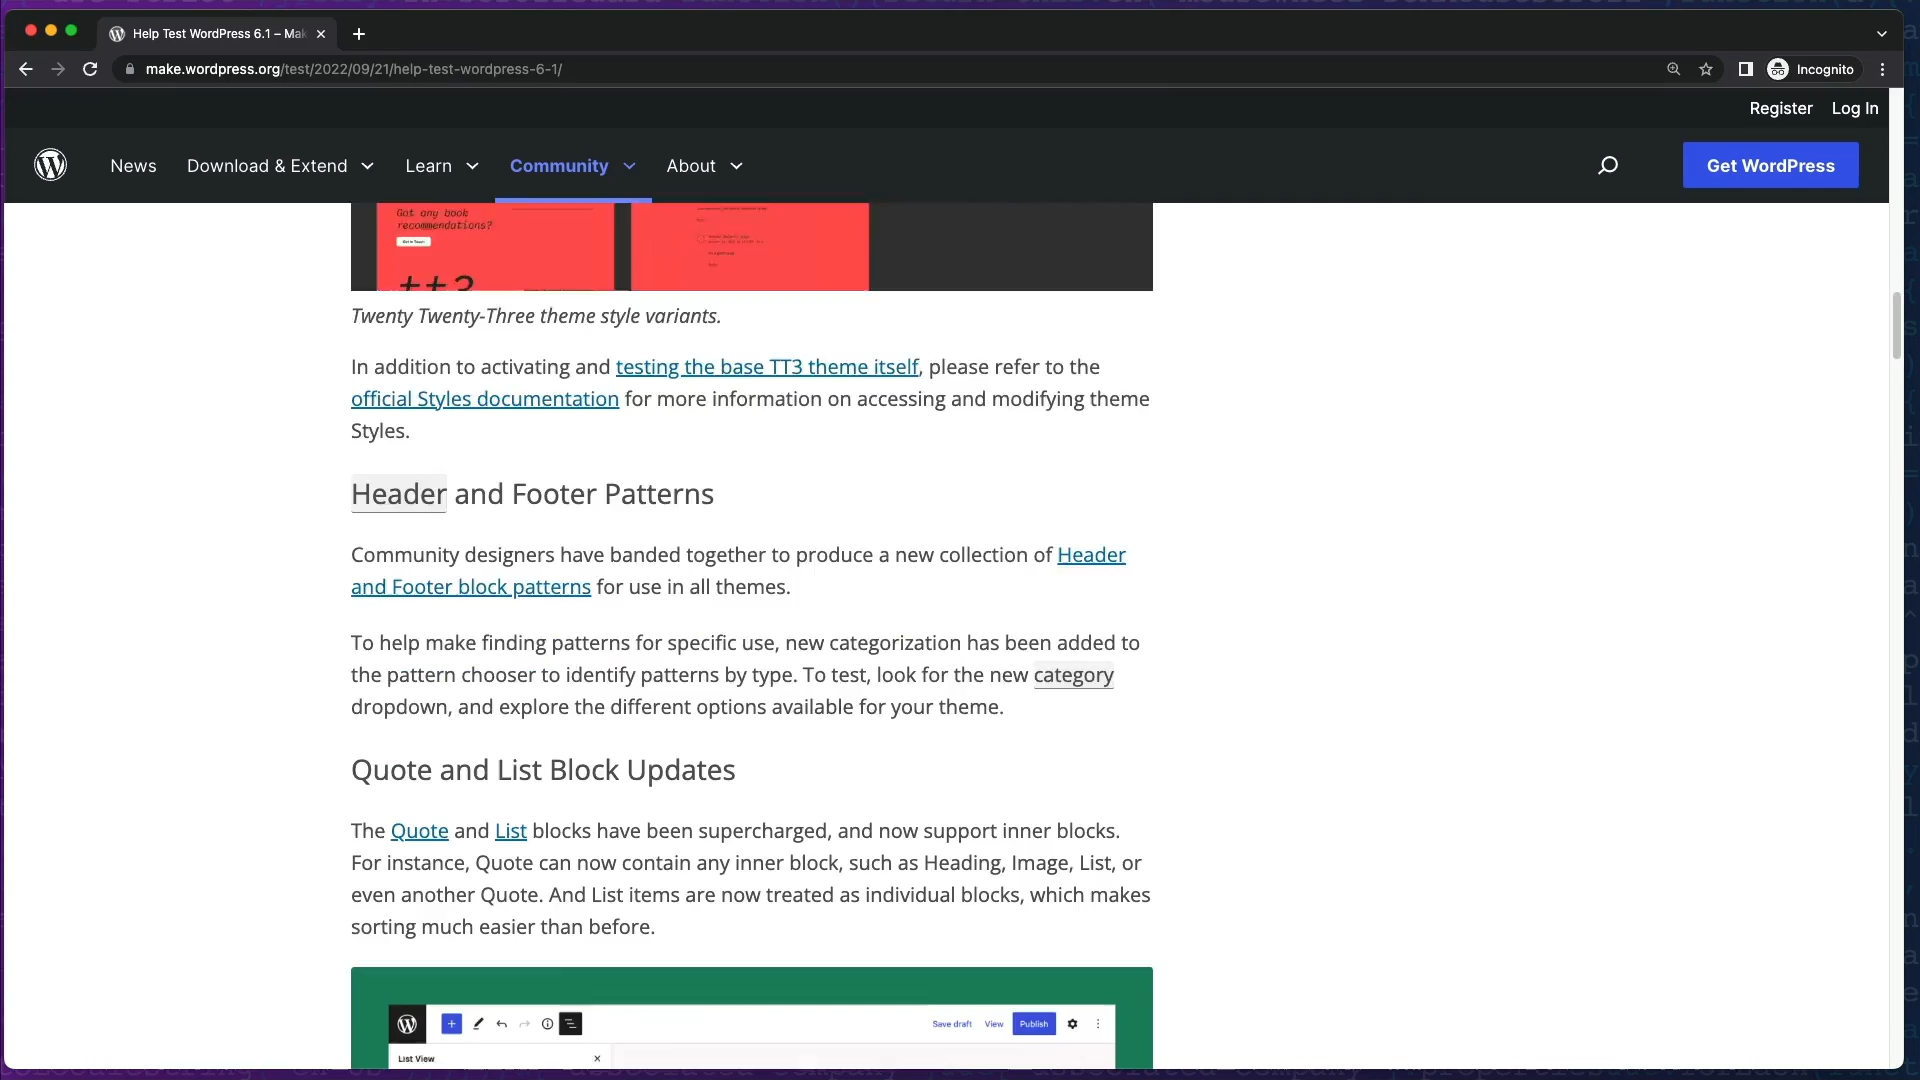 Help Test WordPress 6.1 – Mak
make.wordpress.org/test/2022/09/21/help-test-wordpress-6-1/
Incognito
Register Log In
News Download & Extend Learn Community About Get WordPress
Got any book
recommendations?
Get In Touch
Twenty Twenty-Three theme style variants.
In addition to activating and testing the base TT3 theme itself, please refer to the
official Styles documentation for more information on accessing and modifying theme
Styles.
Header and Footer Patterns
Community designers have banded together to produce a new collection of Header
and Footer block patterns for use in all themes.
To help make finding patterns for specific use, new categorization has been added to
the pattern chooser to identify patterns by type. To test, look for the new category
dropdown, and explore the different options available for your theme.
Quote and List Block Updates
The Quote and List blocks have been supercharged, and now support inner blocks.
For instance, Quote can now contain any inner block, such as Heading, Image, List, or
even another Quote. And List items are now treated as individual blocks, which makes
sorting much easier than before.
Save draft View Publish
List View